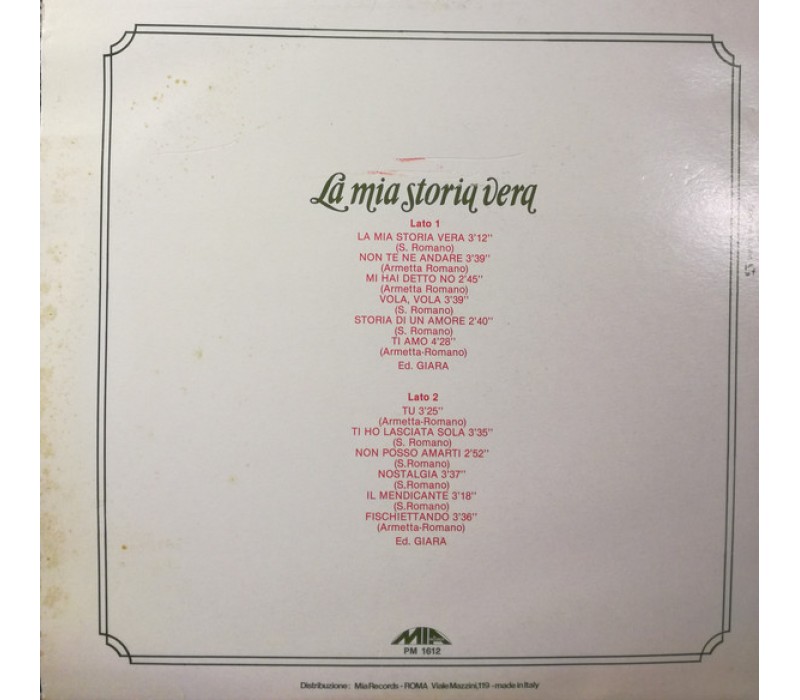 La mia storia vera
Lato 1
LA MIA STORIA VERA 3'12''
(S. Romano)
NON TE NE ANDARE 3'39''
(Armetta Romano)
MI HAI DETTO NO 2'45''
(Armetta Romano)
VOLA, VOLA 3'39''
(S. Romano)
STORIA DI UN AMORE 2'40''
(S. Romano)
TI AMO 4'28''
(Armetta-Romano)
Ed. GIARA
Lato 2
TU 3'25''
(Armetta-Romano)
TI HO LASCIATA SOLA 3'35''
(S. Romano)
NON POSSO AMARTI 2'52''
(S.Romano)
NOSTALGIA 3'37''
(S.Romano)
IL MENDICANTE 3'18''
(S.Romano)
FISCHIETTANDO 3'36''
(Armetta-Romano)
Ed. GIARA
MIA
PM 1612
Distribuzione: Mia Records - ROMA Viale Mazzini,119 - made in Italy